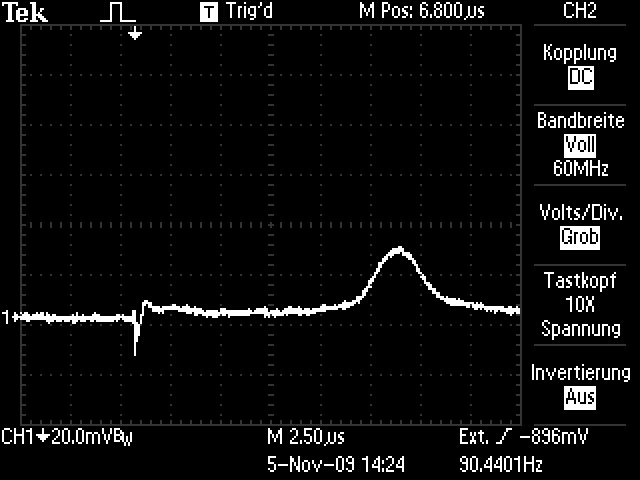 Tek T Trig'd M Pos: 6.800µs CH2
Kopplung
DC
Bandbreite
Voll
60MHz
Volts/Div.
Grob
Tastkopf
10X
Spannung
Invertierung
Aus
1
CH1 20.0mVBW M 2.50µs Ext. -896mV
5-Nov-09 14:24 90.4401Hz